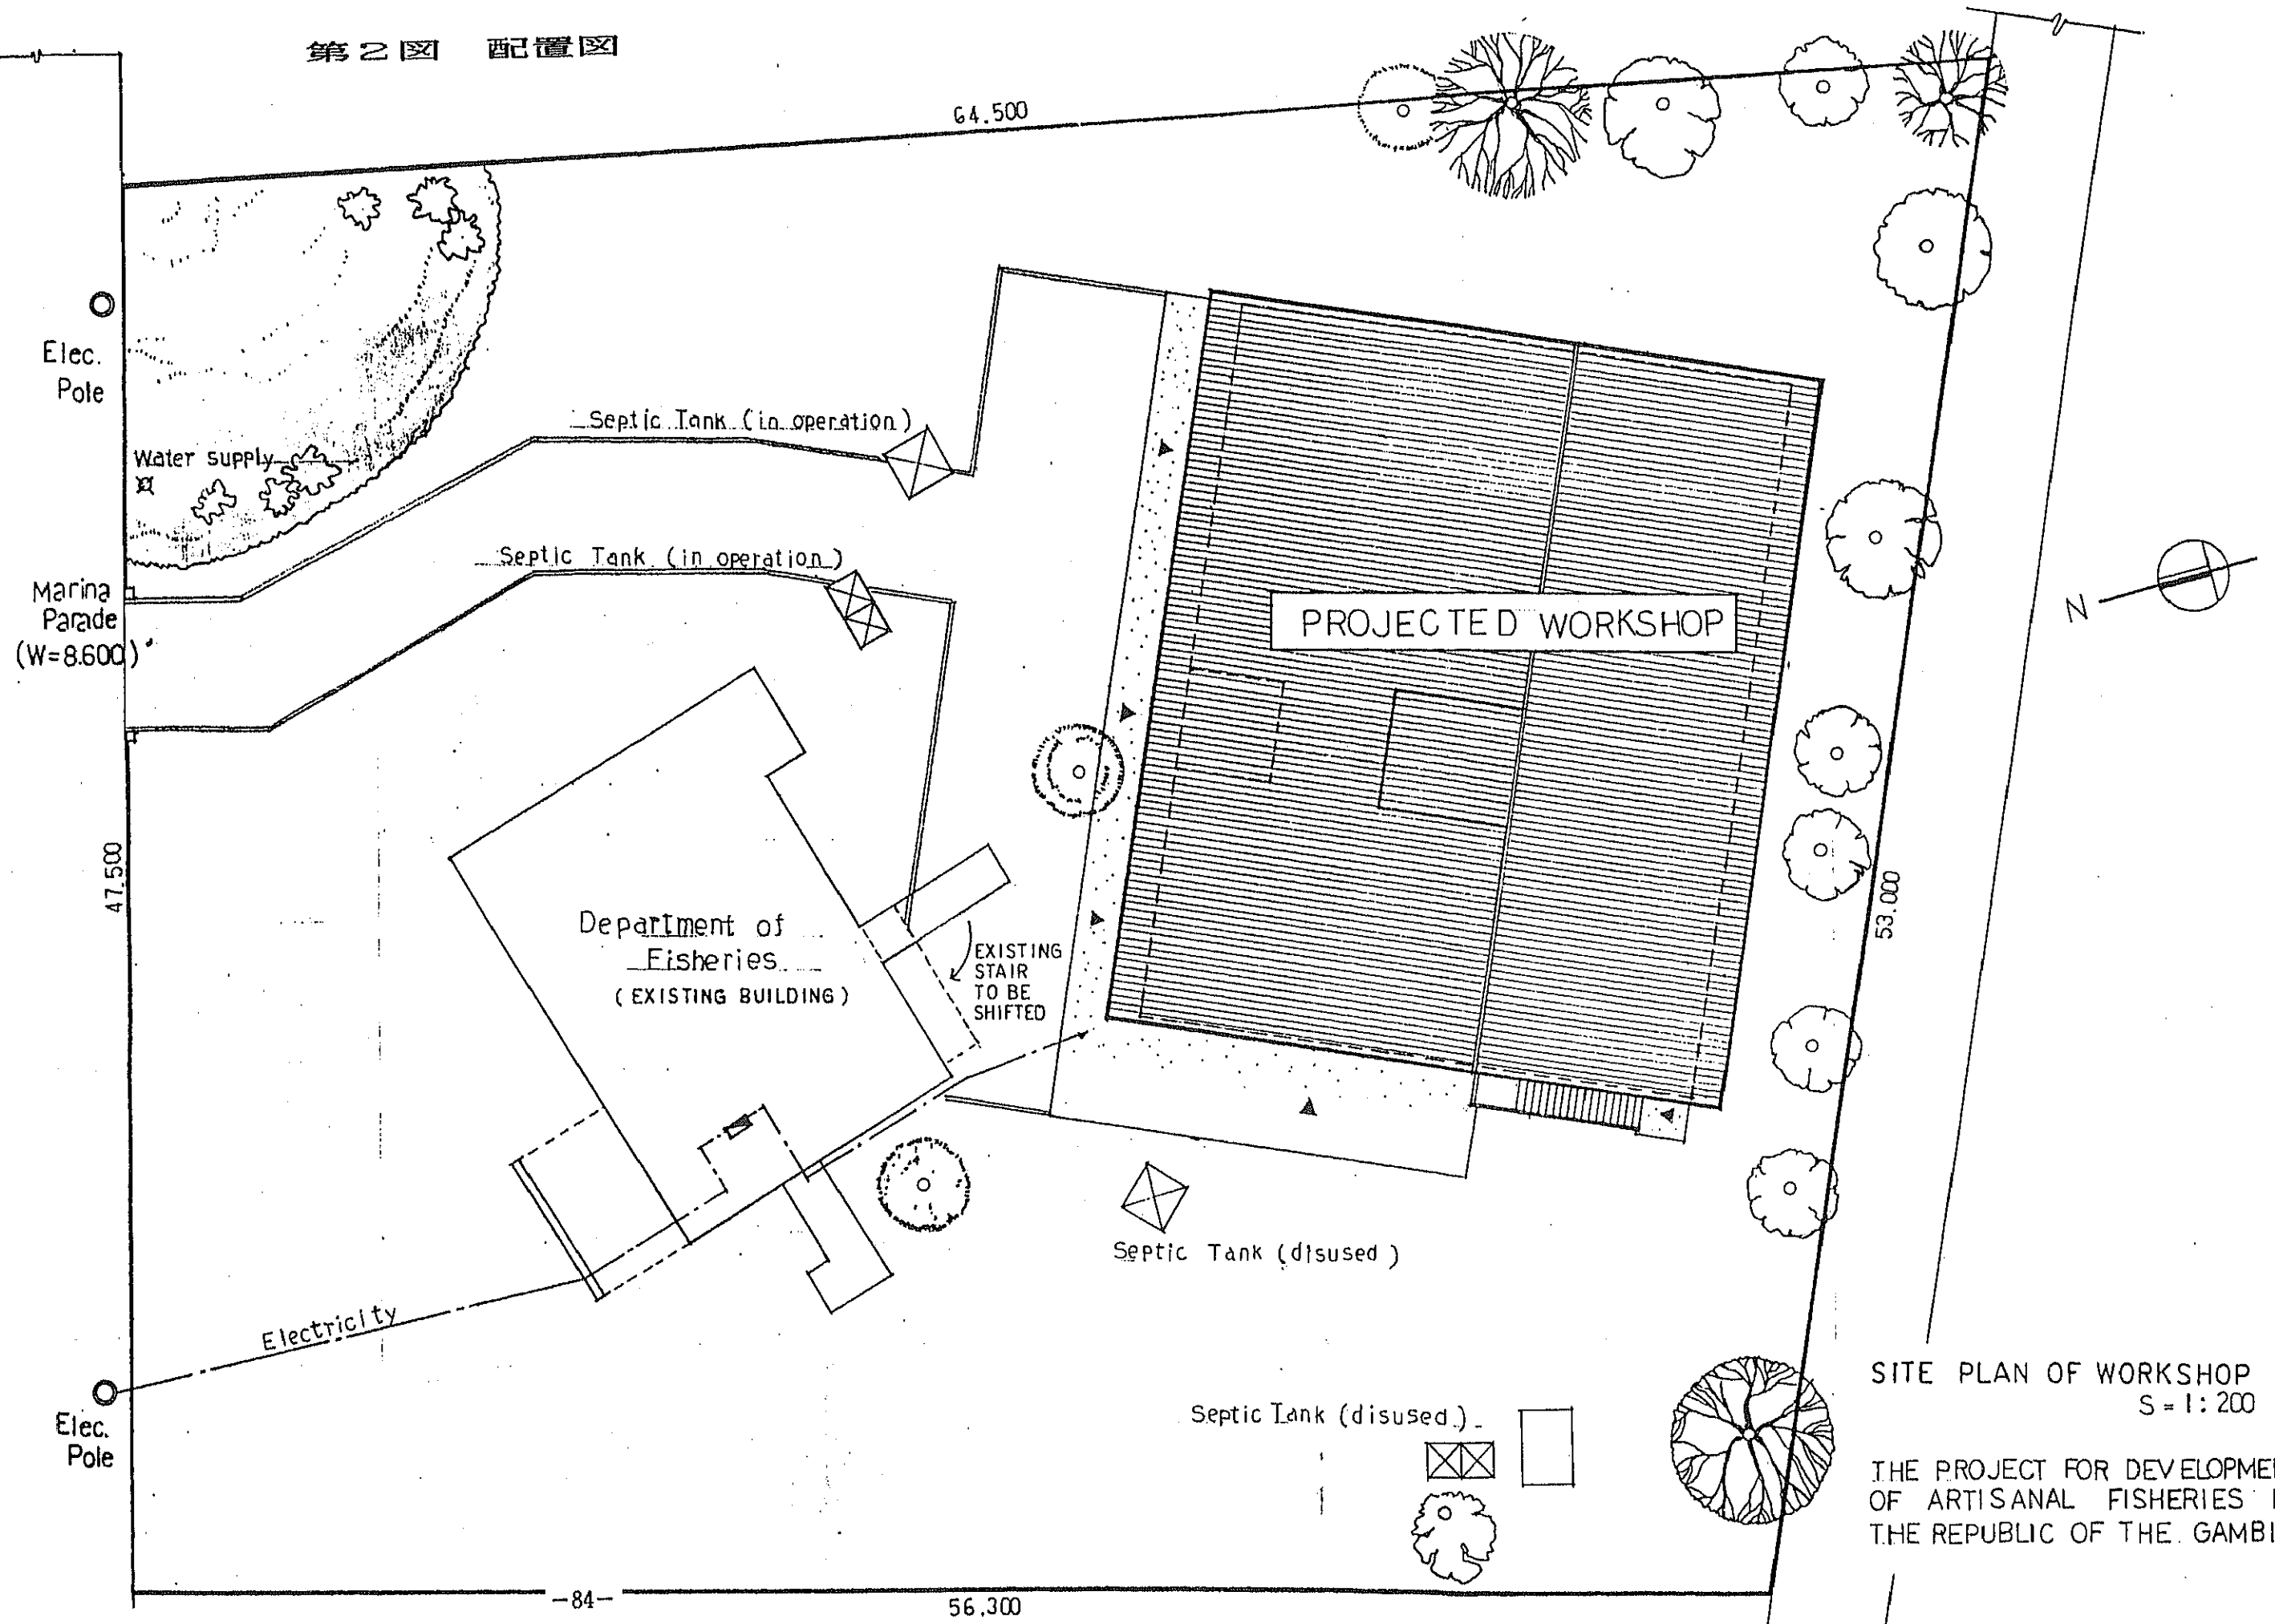 第2図 配置図
64.500
Elec.
Pole
Septic Tank (in operation)
Water supply
Septic Tank (in operation)
Marina
Parade
(W=8.600)
PROJECTED WORKSHOP
N
47.500
Department of
Fisheries
(EXISTING BUILDING)
EXISTING
STAIR
TO BE
SHIFTED
53.000
Septic Tank (disused)
Electricity
Elec.
Pole
Septic Tank (disused)
SITE PLAN OF WORKSHOP
S = 1:200
THE PROJECT FOR DEVELOPME
OF ARTISANAL FISHERIES
THE REPUBLIC OF THE GAMBI
-84-
56.300